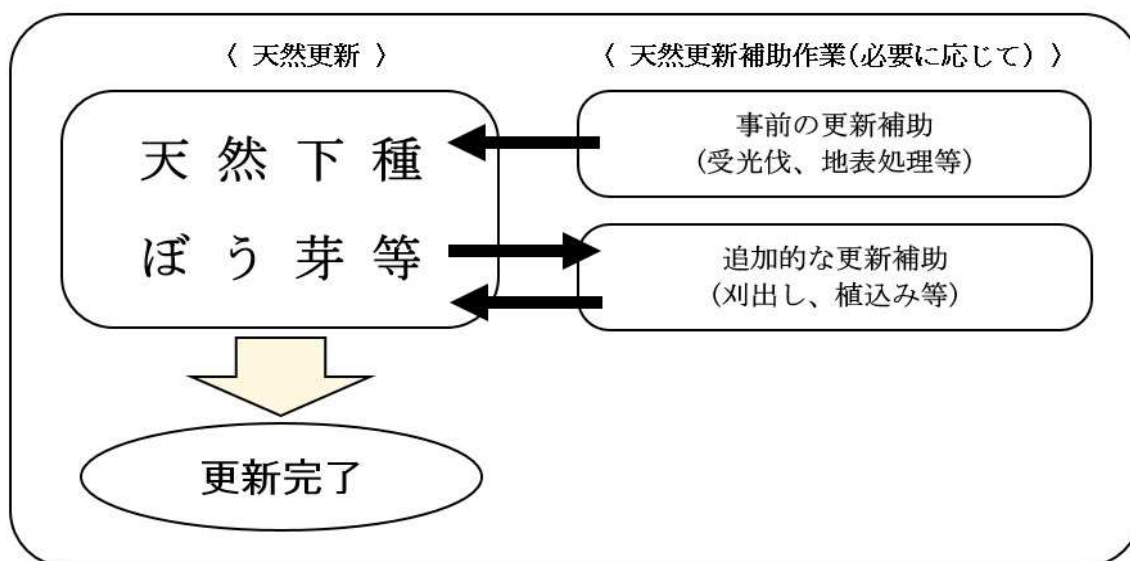 〈 天然更新 〉
〈 天然更新補助作業(必要に応じて) 〉
天然下種
ぼう芽等
事前の更新補助
(受光伐、地表処理等)
追加的な更新補助
(刈出し、植込み等)
更新完了